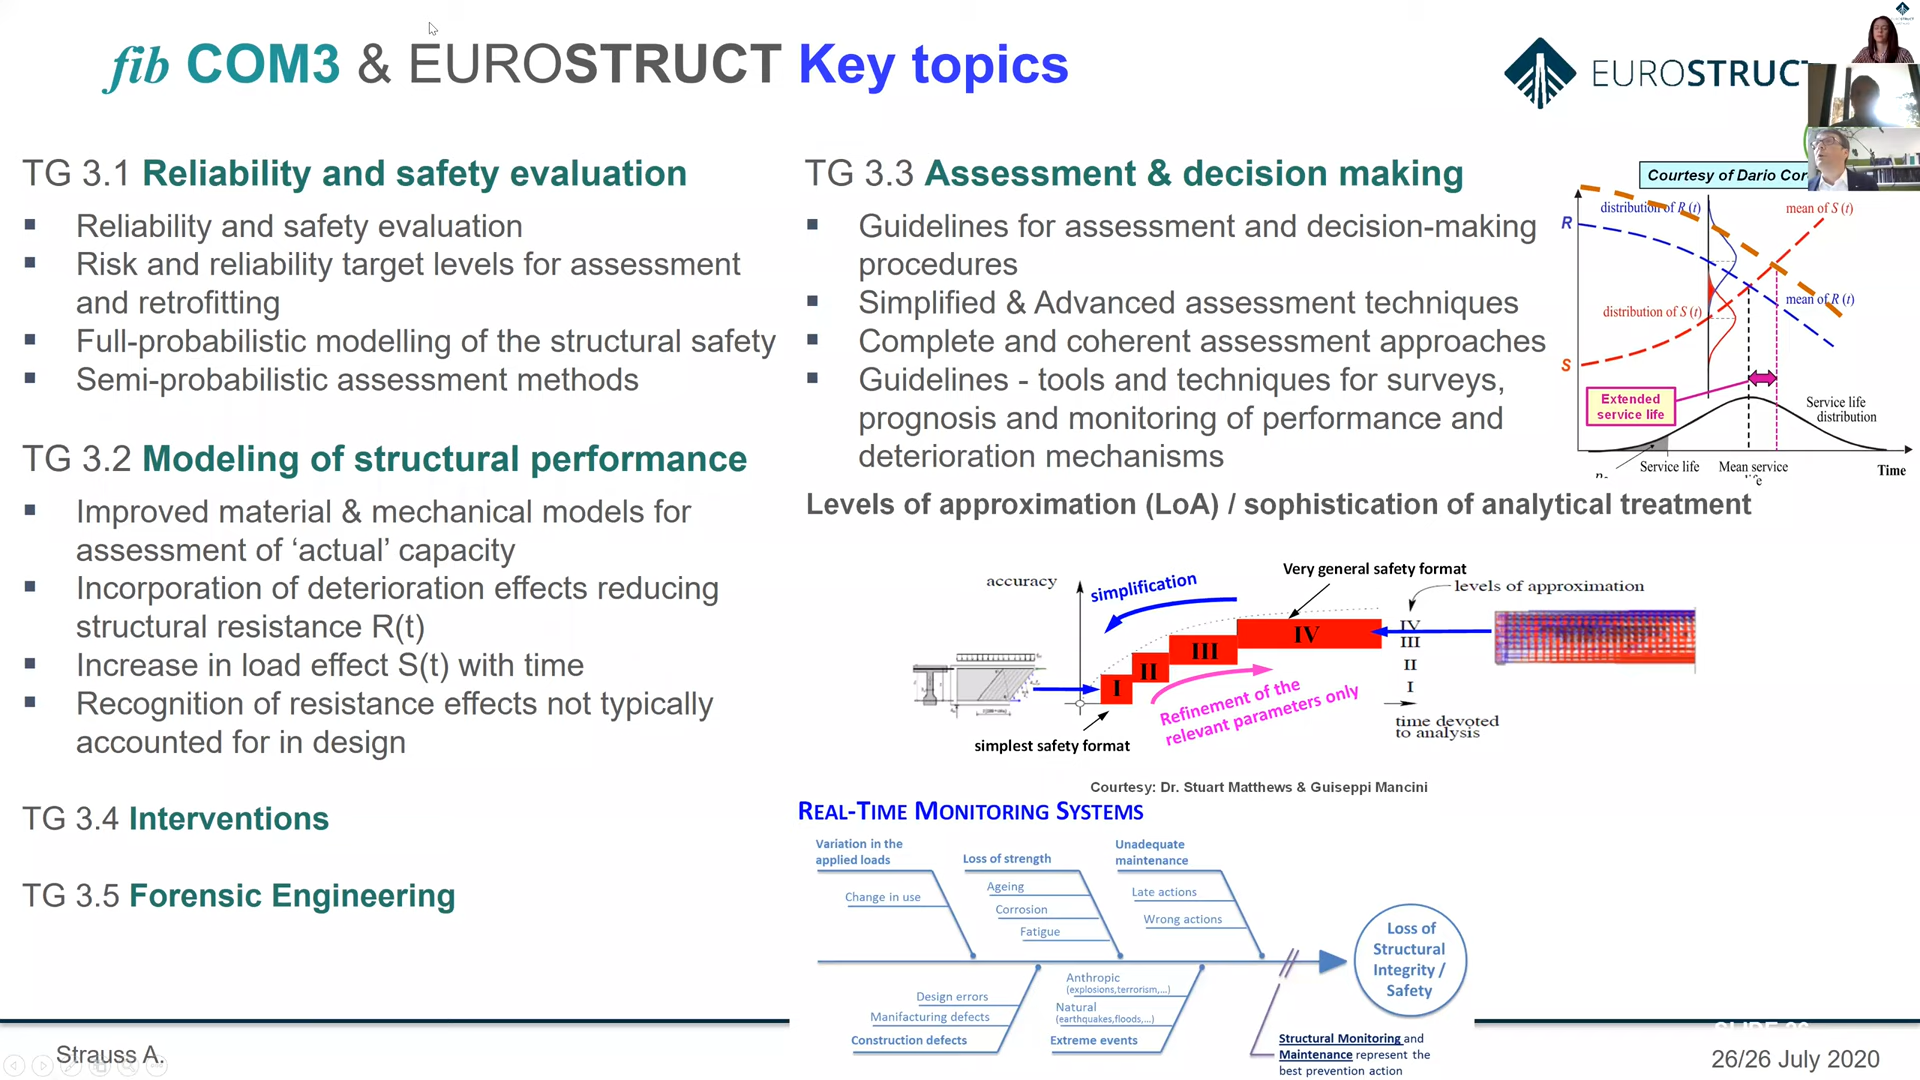 fib COM3 & EUROSTRUCT Key topics
EUROSTRUCT
TG 3.1 Reliability and safety evaluation
▪ Reliability and safety evaluation
▪ Risk and reliability target levels for assessment
and retrofitting
▪ Full-probabilistic modelling of the structural safety
▪ Semi-probabilistic assessment methods
TG 3.2 Modeling of structural performance
▪ Improved material & mechanical models for
assessment of ‘actual’ capacity
▪ Incorporation of deterioration effects reducing
structural resistance R(t)
▪ Increase in load effect S(t) with time
▪ Recognition of resistance effects not typically
accounted for in design
TG 3.4 Interventions
TG 3.5 Forensic Engineering
TG 3.3 Assessment & decision making
▪ Guidelines for assessment and decision-making
procedures
▪ Simplified & Advanced assessment techniques
▪ Complete and coherent assessment approaches
▪ Guidelines - tools and techniques for surveys,
prognosis and monitoring of performance and
deterioration mechanisms
Courtesy of Dario Cor
distribution of R (t)
mean of S (t)
R
mean of R (t)
distribution of S (t)
S
Extended
service life
Service life
distribution
Service life
Mean service
Time
Levels of approximation (LoA) / sophistication of analytical treatment
accuracy
simplification
Very general safety format
levels of approximation
I
II
III
IV
IV
III
II
I
Refinement of the
relevant parameters only
simplest safety format
time devoted
to analysis
Courtesy: Dr. Stuart Matthews & Guiseppi Mancini
REAL-TIME MONITORING SYSTEMS
Variation in the
applied loads
Change in use
Loss of strength
Ageing
Corrosion
Fatigue
Unadequate
maintenance
Late actions
Wrong actions
Loss of
Structural
Integrity /
Safety
Design errors
Manifacturing defects
Construction defects
Anthropic
(explosions,terrorism,...)
Natural
(earthquakes,floods,...)
Extreme events
Structural Monitoring and
Maintenance represent the
best prevention action
Strauss A.
26/26 July 2020